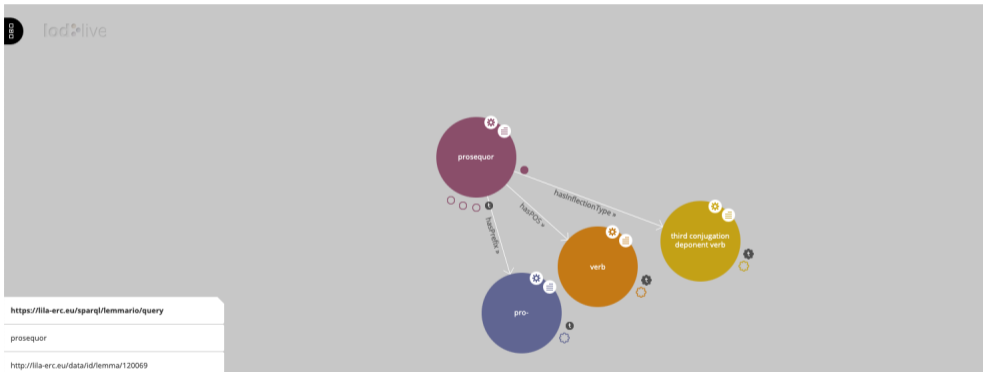 lod live
prosequor
hasInflectionType »
hasPOS »
hasPrefix »
third conjugation
deponent verb
verb
pro-
https://lila-erc.eu/sparql/lemmario/query
prosequor
http://lila-erc.eu/data/id/lemma/120069